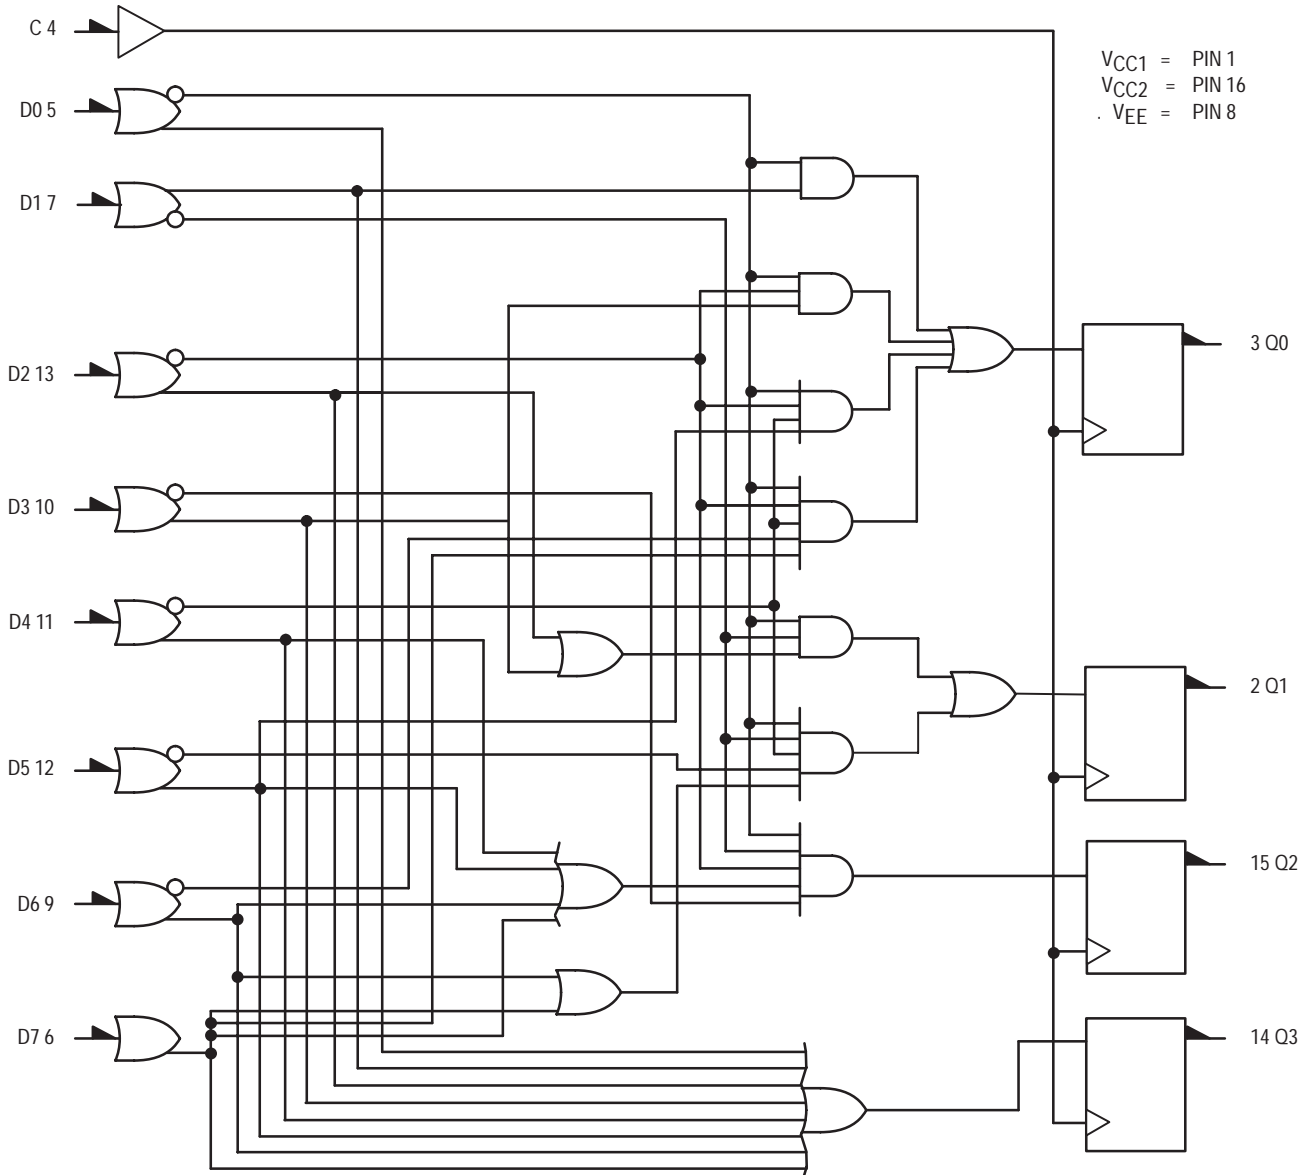 C 4
VCC1 = PIN 1
VCC2 = PIN 16
. VEE = PIN 8
D0 5
D1 7
3 Q0
D2 13
D3 10
D4 11
2 Q1
D5 12
15 Q2
D6 9
D7 6
14 Q3